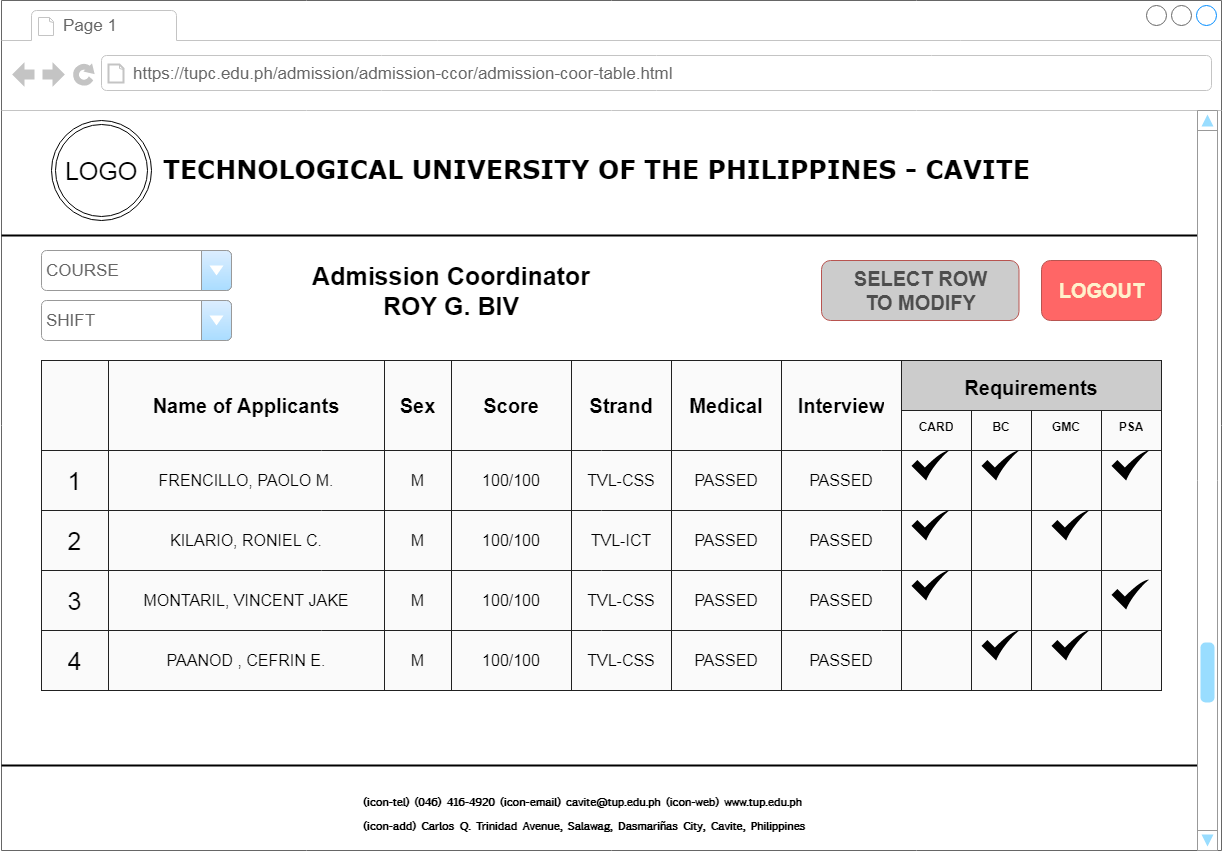 Page 1
https://tupc.edu.ph/admission/admission-ccor/admission-coor-table.html
LOGO TECHNOLOGICAL UNIVERSITY OF THE PHILIPPINES - CAVITE
COURSE
SHIFT
Admission Coordinator
ROY G. BIV
SELECT ROW
TO MODIFY
LOGOUT
Name of Applicants Sex Score Strand Medical Interview Requirements
CARD BC GMC PSA
1 FRENCILLO, PAOLO M. M 100/100 TVL-CSS PASSED PASSED ✔ ✔ ✔
2 KILARIO, RONIEL C. M 100/100 TVL-ICT PASSED PASSED ✔ ✔
3 MONTARIL, VINCENT JAKE M 100/100 TVL-CSS PASSED PASSED ✔ ✔
4 PAANOD , CEFRIN E. M 100/100 TVL-CSS PASSED PASSED ✔ ✔
(icon-tel) (046) 416-4920 (icon-email) cavite@tup.edu.ph (icon-web) www.tup.edu.ph
(icon-add) Carlos Q. Trinidad Avenue, Salawag, Dasmariñas City, Cavite, Philippines